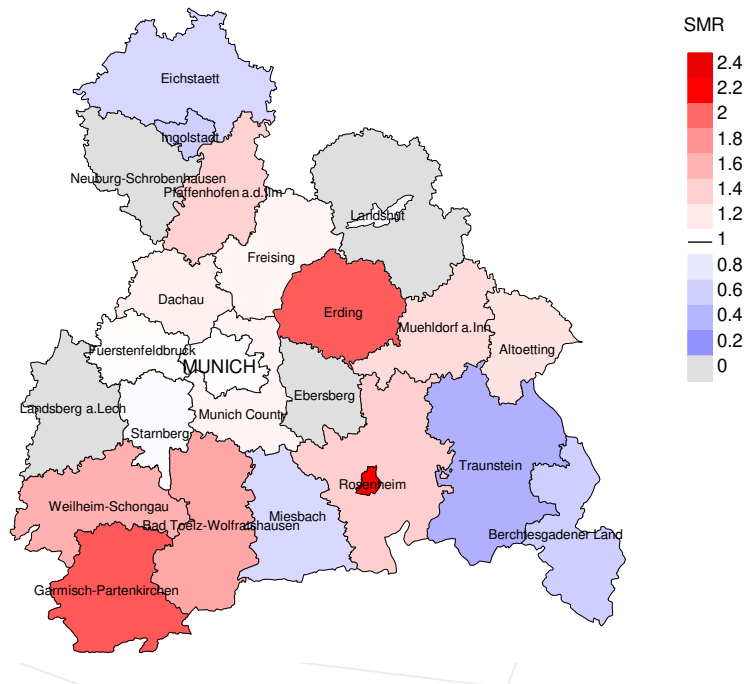 SMR
2.4
2.2
2
1.8
1.6
1.4
1.2
1
0.8
0.6
0.4
0.2
0
Eichstaett
Ingolstadt
Neuburg-Schrobenhausen
Pfaffenhofen a.d.Ilm
Landshut
Freising
Dachau
Erding
Muehldorf a.Inn
Altoetting
Fuerstenfeldbruck
MUNICH
Ebersberg
Landsberg a.Lech
Munich County
Starnberg
Traunstein
Rosenheim
Weilheim-Schongau
Miesbach
Bad Toelz-Wolfratshausen
Berchtesgadener Land
Garmisch-Partenkirchen